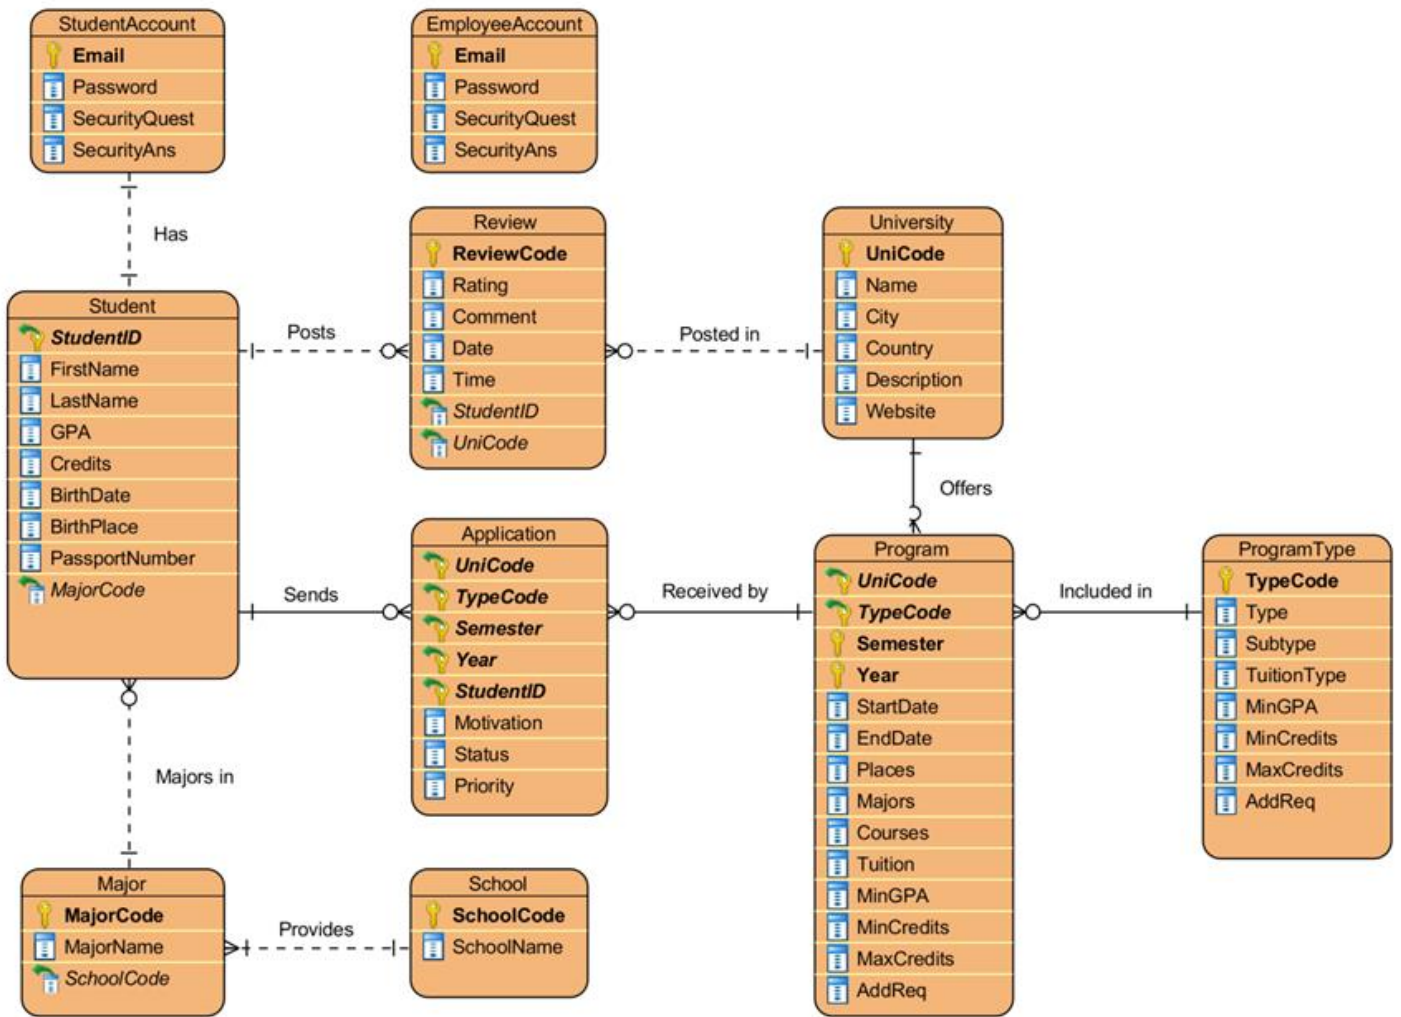 StudentAccount
Email
Password
SecurityQuest
SecurityAns
EmployeeAccount
Email
Password
SecurityQuest
SecurityAns
Has
Student
StudentID
FirstName
LastName
GPA
Credits
BirthDate
BirthPlace
PassportNumber
MajorCode
Posts
Review
ReviewCode
Rating
Comment
Date
Time
StudentID
UniCode
Posted in
University
UniCode
Name
City
Country
Description
Website
Offers
Sends
Application
UniCode
TypeCode
Semester
Year
StudentID
Motivation
Status
Priority
Received by
Program
UniCode
TypeCode
Semester
Year
StartDate
EndDate
Places
Majors
Courses
Tuition
MinGPA
MinCredits
MaxCredits
AddReq
Included in
ProgramType
TypeCode
Type
Subtype
TuitionType
MinGPA
MinCredits
MaxCredits
AddReq
Majors in
Major
MajorCode
MajorName
SchoolCode
Provides
School
SchoolCode
SchoolName